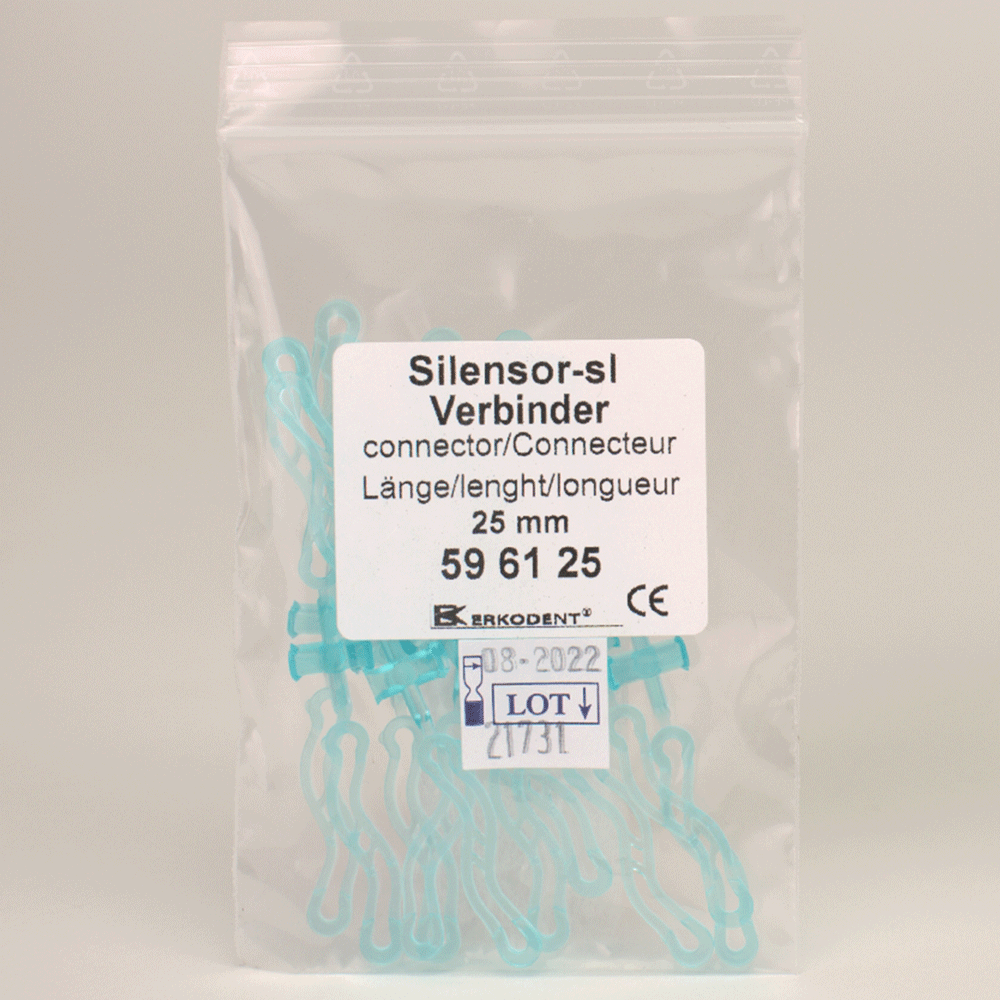 Silensor-sl
Verbinder
connector/Connecteur
Länge/lenght/longueur
25 mm
59 61 25
ERKODENT®
CE
08-2022
LOT
21731